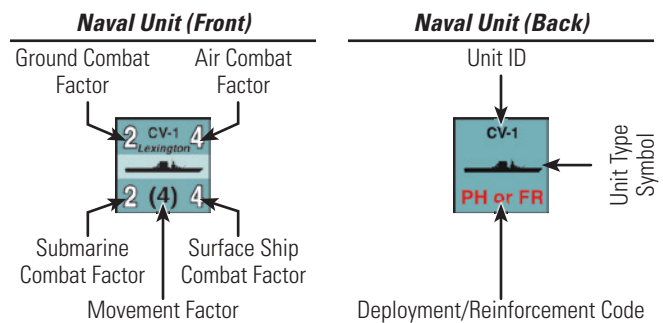 Naval Unit (Front)
Ground Combat
Factor
Air Combat
Factor
2 CV-1 4
Lexington
2 (4) 4
Submarine
Combat Factor
Surface Ship
Combat Factor
Movement Factor
Naval Unit (Back)
Unit ID
CV-1
Unit Type
Symbol
PH or FR
Deployment/Reinforcement Code